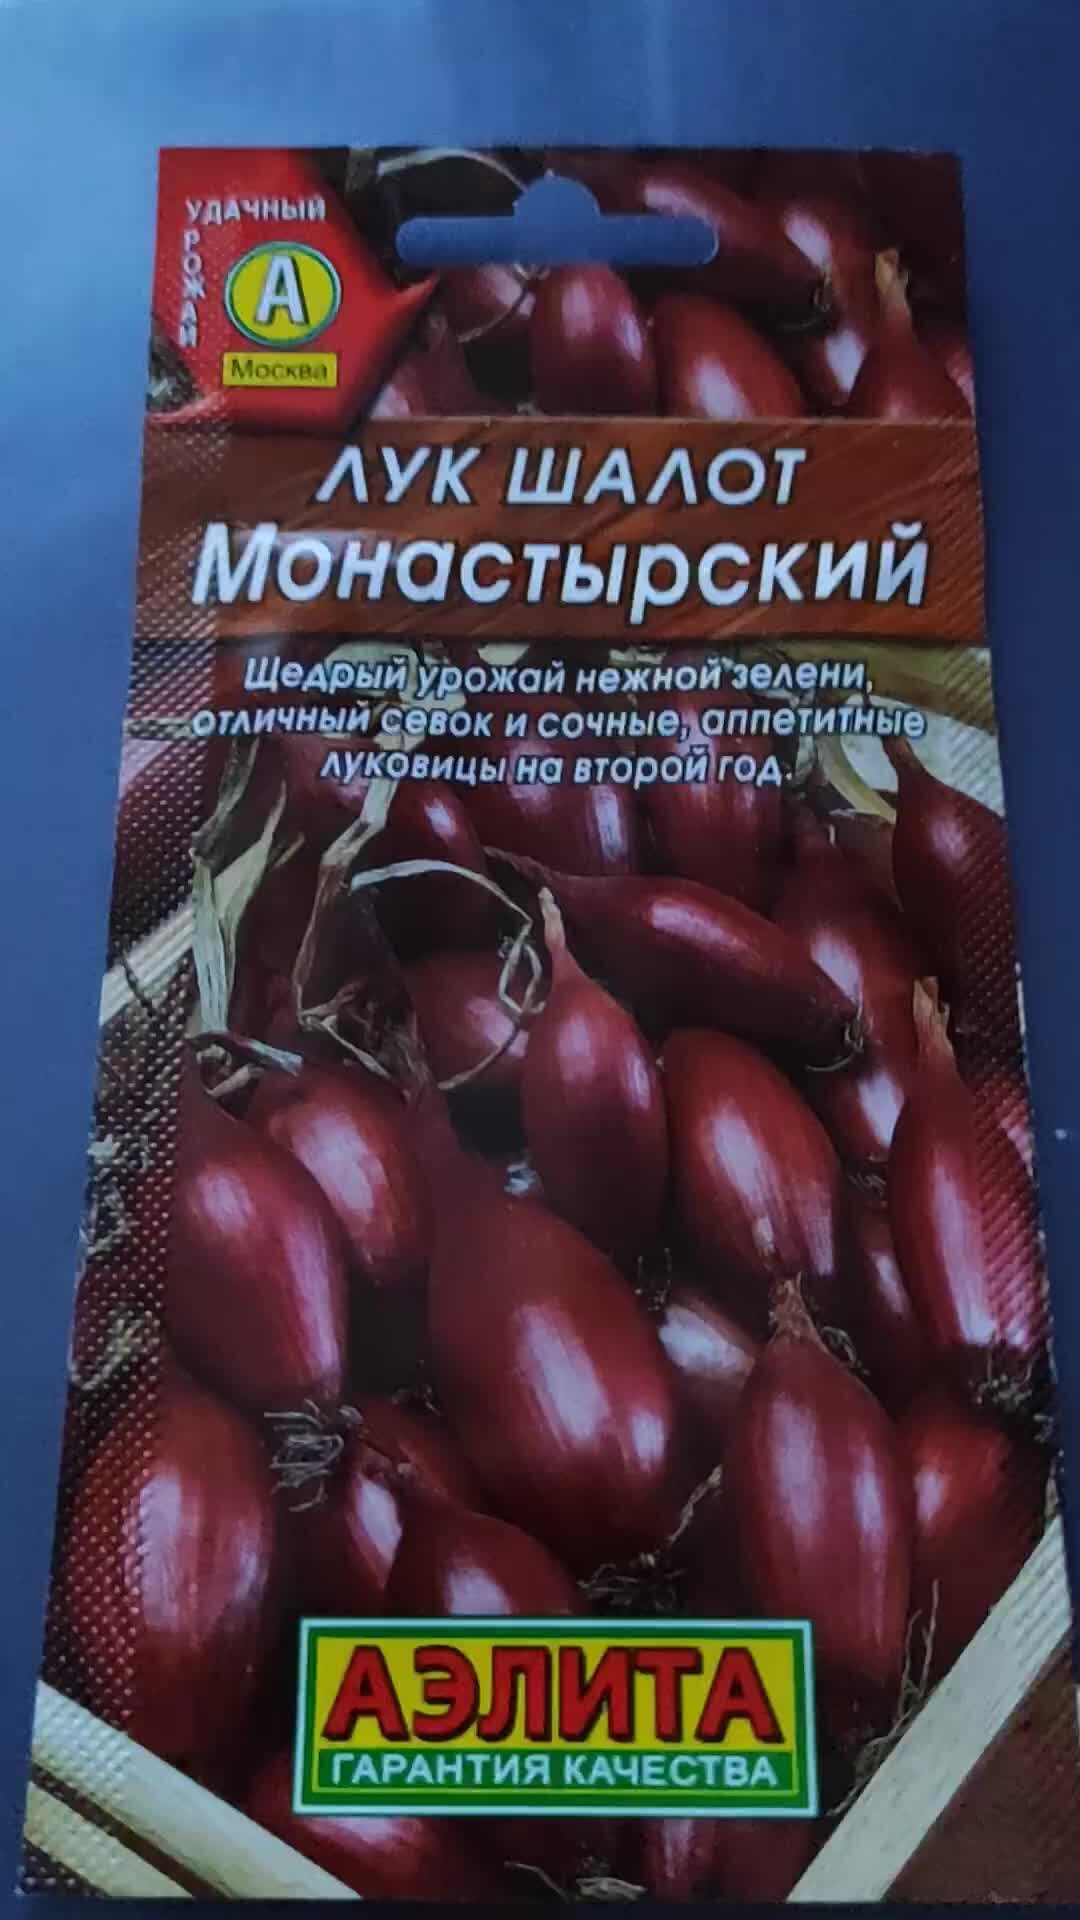 УДАЧНЫЙ
УРОЖАЙ
А
Москва
ЛУК ШАЛОТ
Монастырский
Щедрый урожай нежной зелени,
отличный севок и сочные, аппетитные
луковицы на второй год.
АЭЛИТА
ГАРАНТИЯ КАЧЕСТВА